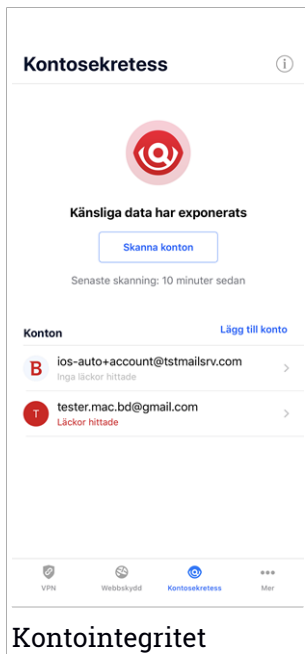 Kontosekretess
Känsliga data har exponerats
Skanna konton
Senaste skanning: 10 minuter sedan
Konton
Lägg till konto
B
ios-auto+account@tstmailsrv.com
Inga läckor hittade
T
tester.mac.bd@gmail.com
Läckor hittade
VPN
Webbskydd
Kontosekretess
Mer
Kontointegritet